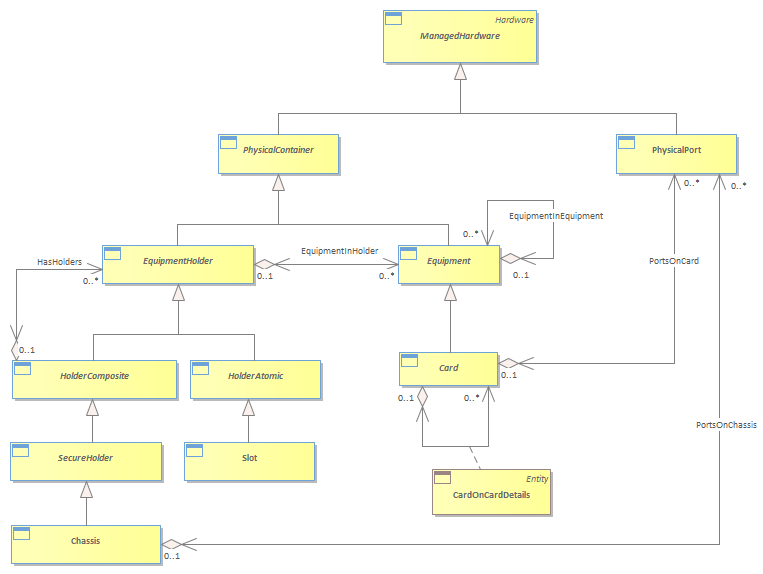 Hardware
ManagedHardware
PhysicalContainer
PhysicalPort
0..*
0..*
EquipmentInEquipment
0..*
0..1
HasHolders
0..*
EquipmentHolder
0..1
EquipmentInHolder
0..*
Equipment
PortsOnCard
0..1
HolderComposite
HolderAtomic
Card
0..1
0..1
0..*
PortsOnChassis
SecureHolder
Slot
Entity
CardOnCardDetails
Chassis
0..1